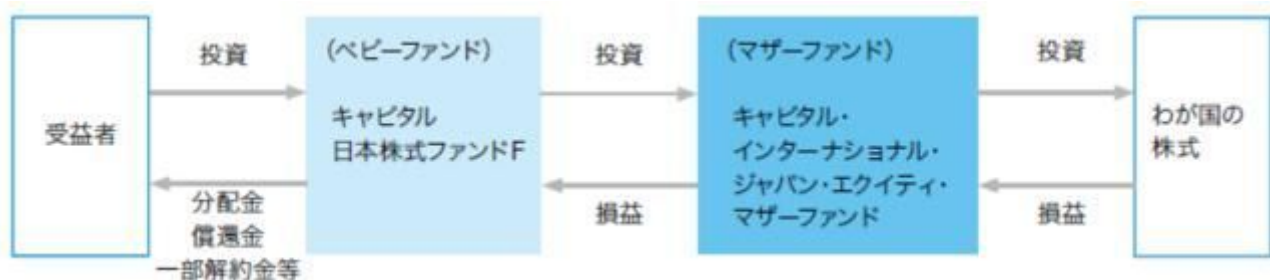 受益者
投資
分配金
償還金
一部解約金等
(ベビーファンド)
キャピタル
日本株式ファンドF
投資
損益
(マザーファンド)
キャピタル・
インターナショナル・
ジャパン・エクイティ・
マザーファンド
投資
損益
わが国の
株式